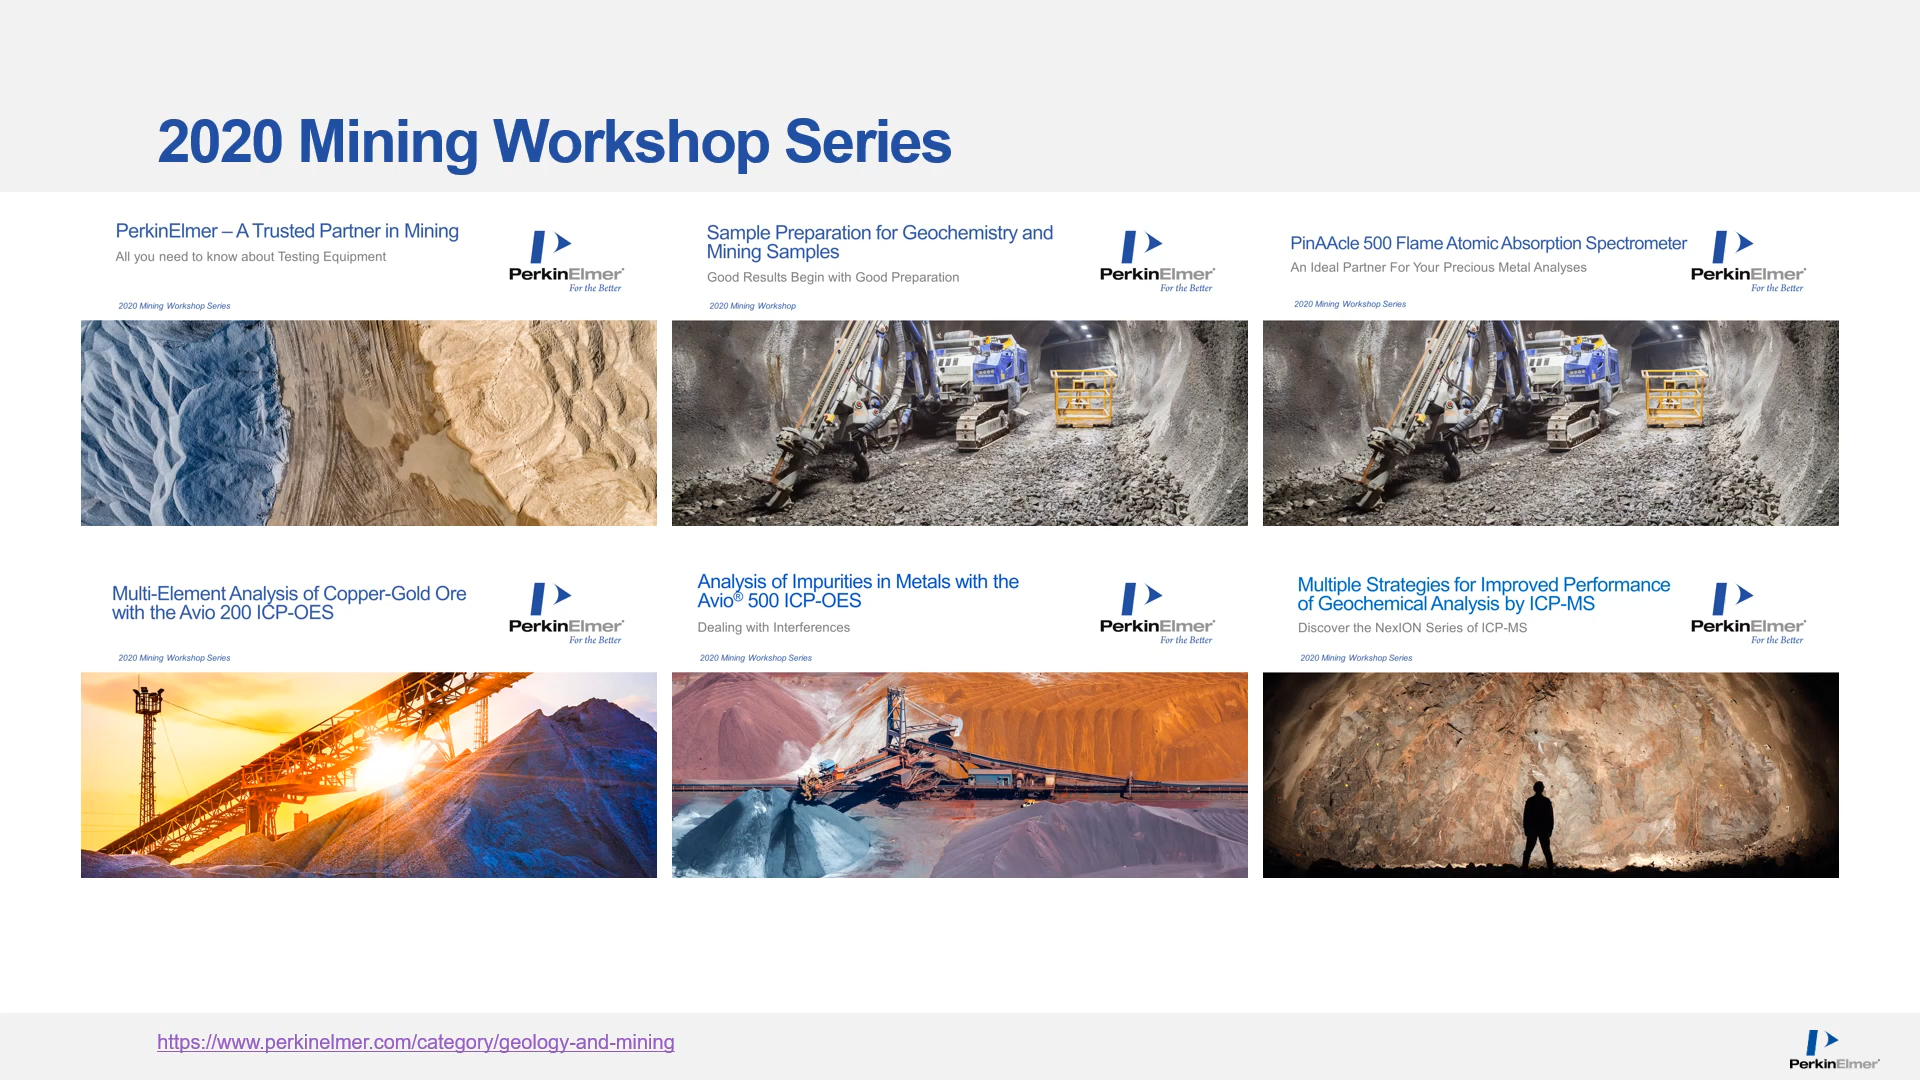 2020 Mining Workshop Series
PerkinElmer – A Trusted Partner in Mining
All you need to know about Testing Equipment
PerkinElmer
For the Better
2020 Mining Workshop Series
Sample Preparation for Geochemistry and
Mining Samples
Good Results Begin with Good Preparation
PerkinElmer
For the Better
2020 Mining Workshop
PinAAcle 500 Flame Atomic Absorption Spectrometer
An Ideal Partner For Your Precious Metal Analyses
PerkinElmer
For the Better
2020 Mining Workshop Series
Multi-Element Analysis of Copper-Gold Ore
with the Avio 200 ICP-OES
PerkinElmer
For the Better
2020 Mining Workshop Series
Analysis of Impurities in Metals with the
Avio® 500 ICP-OES
Dealing with Interferences
PerkinElmer
For the Better
2020 Mining Workshop Series
Multiple Strategies for Improved Performance
of Geochemical Analysis by ICP-MS
Discover the NexION Series of ICP-MS
PerkinElmer
For the Better
2020 Mining Workshop Series
https://www.perkinelmer.com/category/geology-and-mining
PerkinElmer